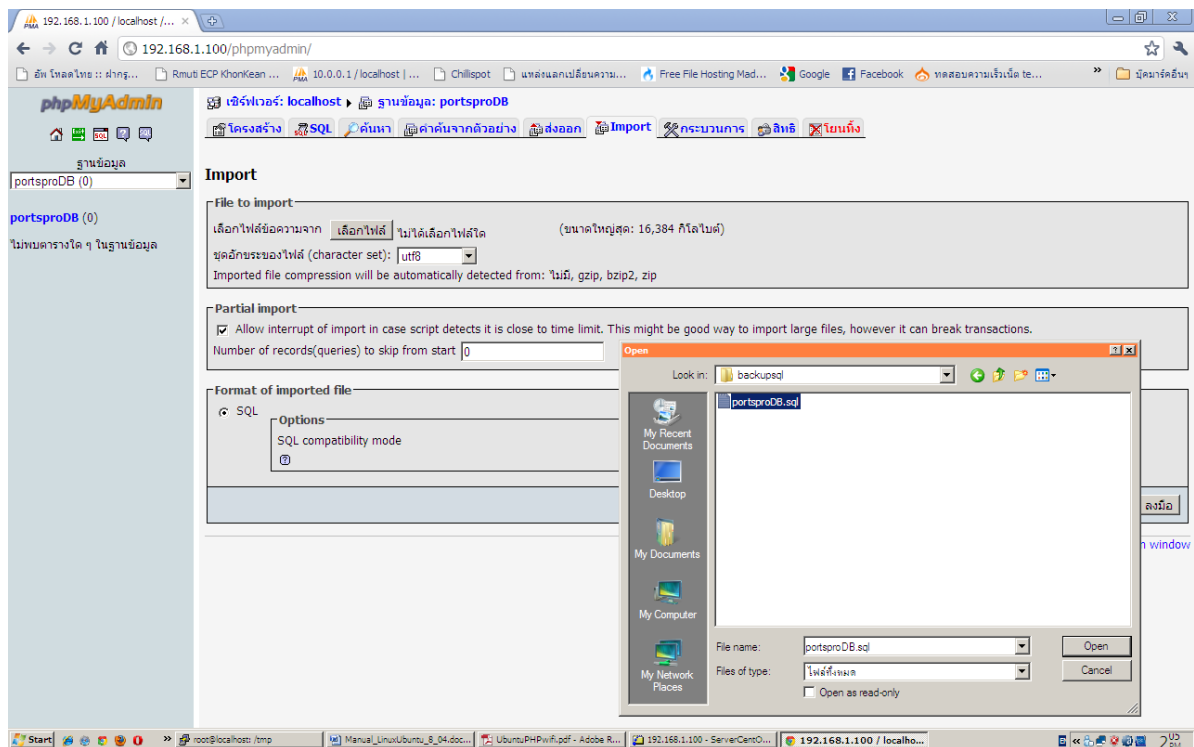 192.168.1.100 / localhost /...
192.168.1.100/phpmyadmin/
อัพ โหลดไทย :: ฝากรู...
Rmuti ECP KhonKean ...
10.0.0.1 / localhost | ...
Chillispot
แหล่งแลกเปลี่ยนความ...
Free File Hosting Mad...
Google
Facebook
ทดสอบความเร็วเน็ต te...
»
บุ๊คมาร์คอื่นๆ
phpMyAdmin
ฐานข้อมูล
portsproDB (0)
portsproDB (0)
ไม่พบตารางใด ๆ ในฐานข้อมูล
เซิร์ฟเวอร์: localhost ▸ ฐานข้อมูล: portsproDB
โครงสร้าง SQL ค้นหา คำค้นจากตัวอย่าง ส่งออก Import กระบวนการ สิทธิ โยนทิ้ง
Import
File to import
เลือกไฟล์ข้อความจาก เลือกไฟล์ ไม่ได้เลือกไฟล์ใด (ขนาดใหญ่สุด: 16,384 กิโลไบต์)
ชุดอักขระของไฟล์ (character set): utf8
Imported file compression will be automatically detected from: ไม่มี, gzip, bzip2, zip
Partial import
Allow interrupt of import in case script detects it is close to time limit. This might be good way to import large files, however it can break transactions.
Number of records(queries) to skip from start 0
Format of imported file
SQL
Options
SQL compatibility mode
ลงมือ
window
Open
Look in: backupsql
portsproDB.sql
My Recent
Documents
Desktop
My Documents
My Computer
My Network
Places
File name: portsproDB.sql Open
Files of type: ไฟล์ทั้งหมด Cancel
Open as read-only
Start » root@localhost: /tmp Manual_LinuxUbuntu_8_04.doc... UbuntuPHPwifi.pdf - Adobe R... 192.168.1.100 - ServerCentO... 192.168.1.100 / localho...